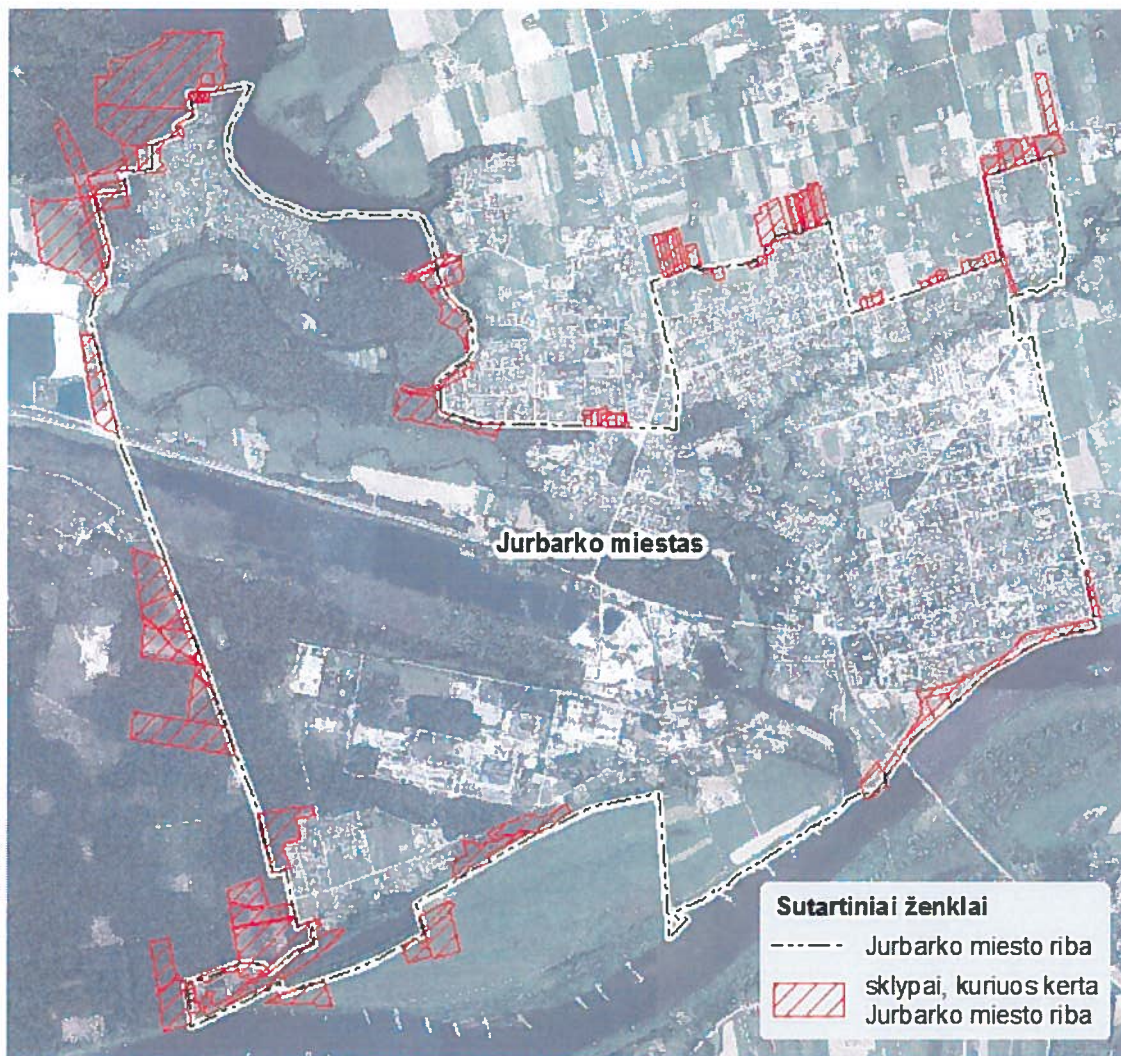 Jurbarko miestas
Sutartiniai ženklai
Jurbarko miesto riba
sklypai, kuriuos kerta
Jurbarko miesto riba